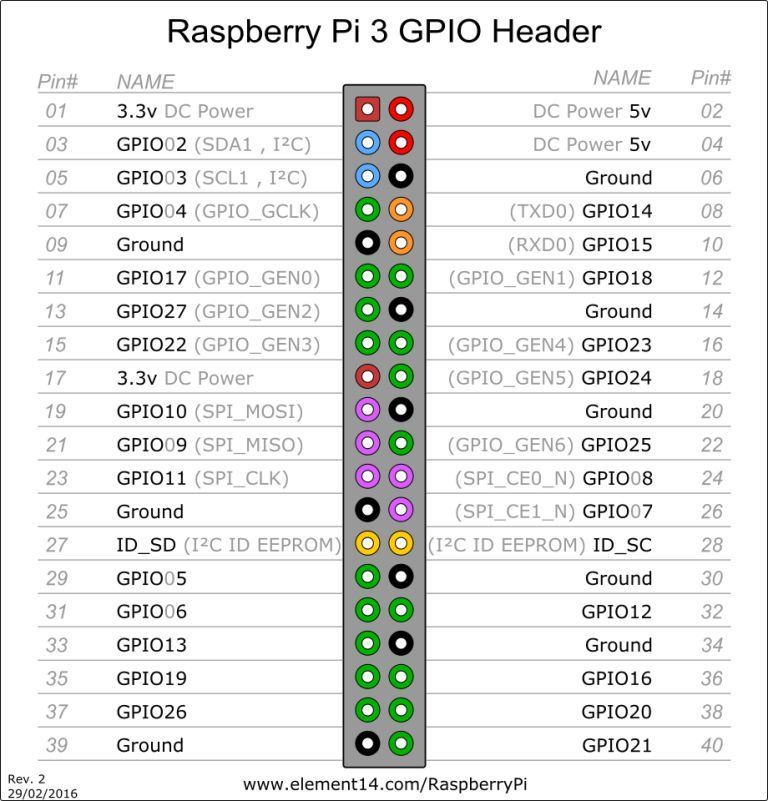 Raspberry Pi 3 GPIO Header
Pin# NAME NAME Pin#
01 3.3v DC Power DC Power 5v 02
03 GPIO02 (SDA1 , I²C) DC Power 5v 04
05 GPIO03 (SCL1 , I²C) Ground 06
07 GPIO04 (GPIO_GCLK) (TXD0) GPIO14 08
09 Ground (RXD0) GPIO15 10
11 GPIO17 (GPIO_GEN0) (GPIO_GEN1) GPIO18 12
13 GPIO27 (GPIO_GEN2) Ground 14
15 GPIO22 (GPIO_GEN3) (GPIO_GEN4) GPIO23 16
17 3.3v DC Power (GPIO_GEN5) GPIO24 18
19 GPIO10 (SPI_MOSI) Ground 20
21 GPIO09 (SPI_MISO) (GPIO_GEN6) GPIO25 22
23 GPIO11 (SPI_CLK) (SPI_CE0_N) GPIO08 24
25 Ground (SPI_CE1_N) GPIO07 26
27 ID_SD (I²C ID EEPROM) (I²C ID EEPROM) ID_SC 28
29 GPIO05 Ground 30
31 GPIO06 GPIO12 32
33 GPIO13 Ground 34
35 GPIO19 GPIO16 36
37 GPIO26 GPIO20 38
39 Ground GPIO21 40
Rev. 2
29/02/2016
www.element14.com/RaspberryPi